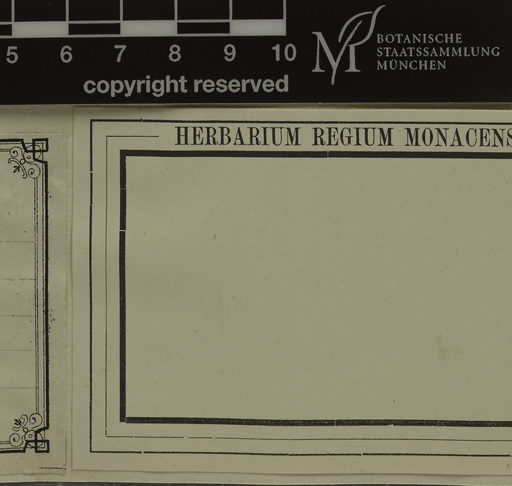 5 6 7 8 9 10
copyright reserved
BOTANISCHE
STAATSSAMMLUNG
MÜNCHEN
HERBARIUM REGIUM MONACENS